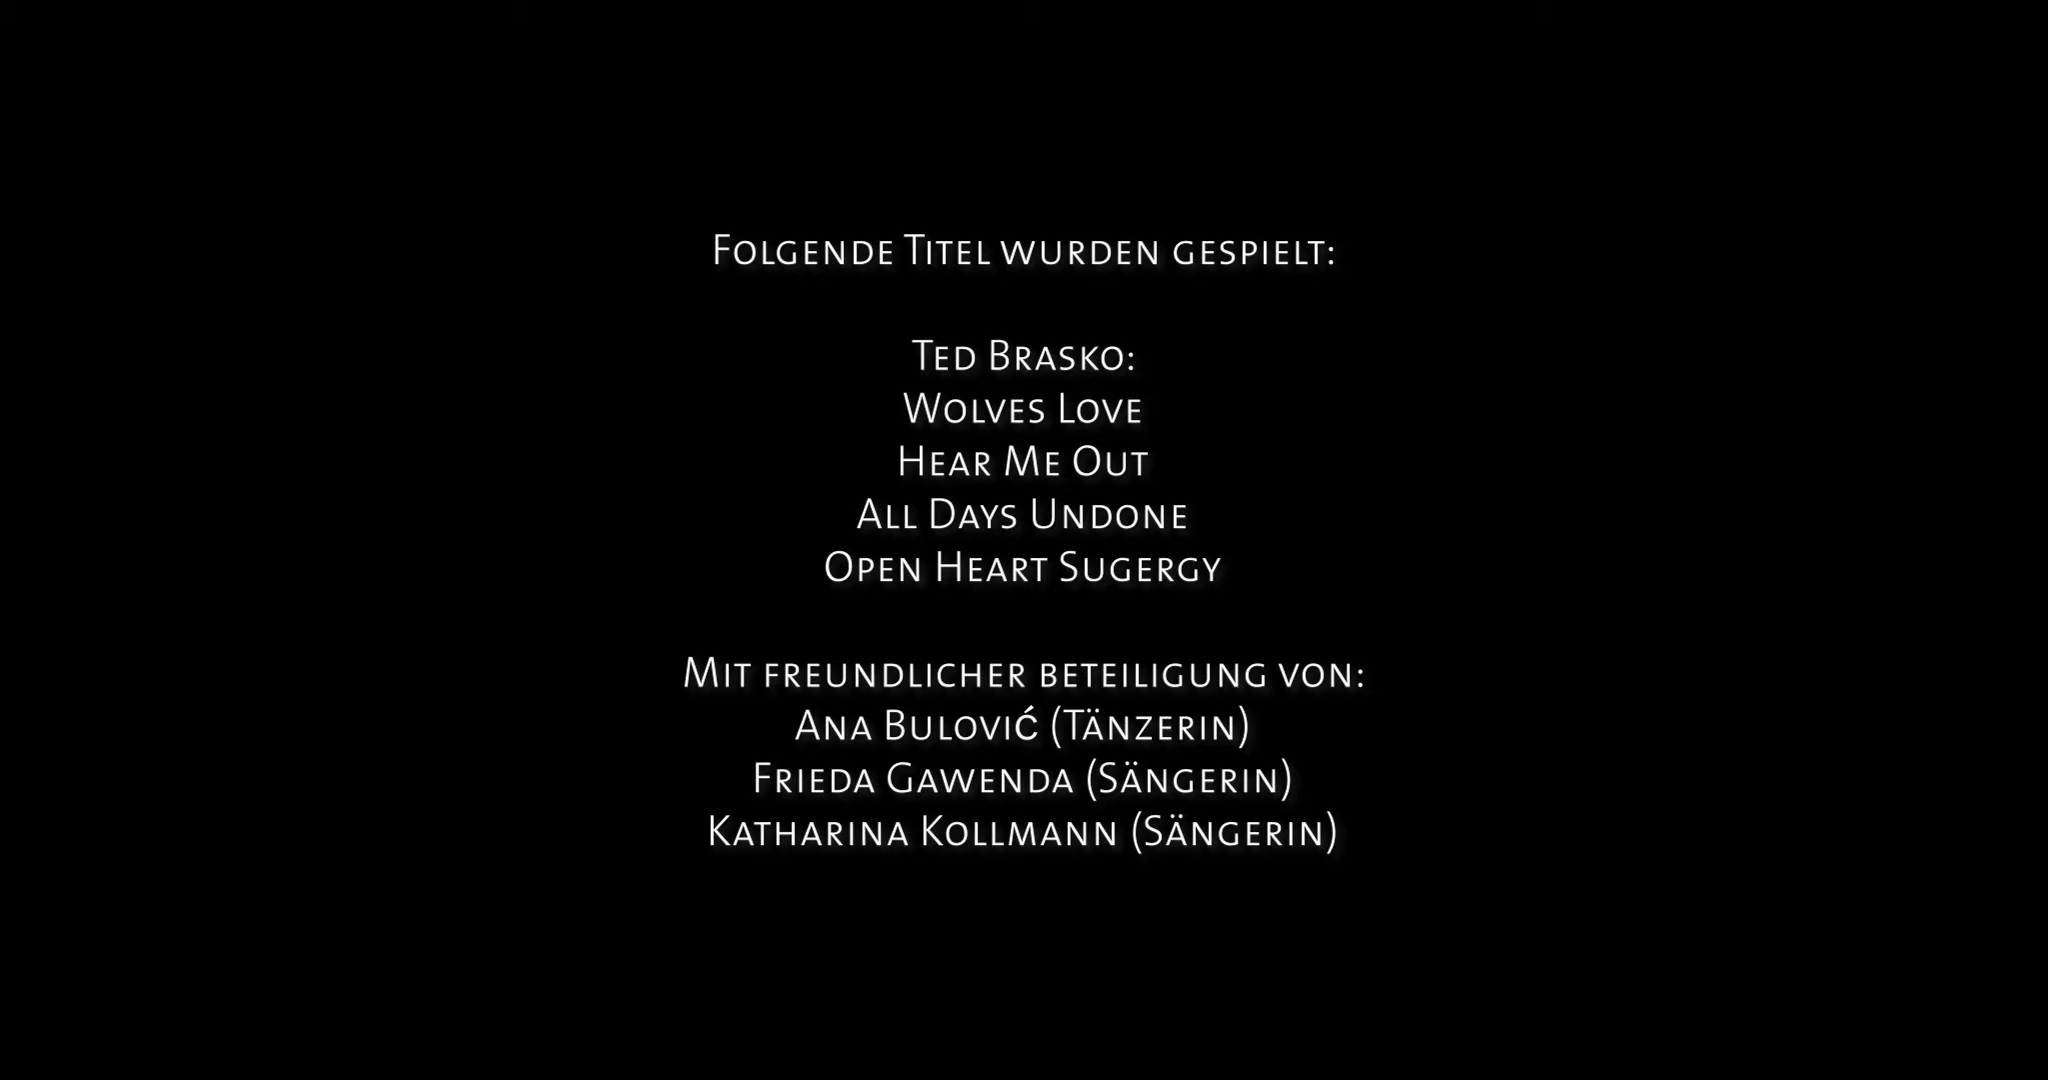 Folgende Titel wurden gespielt:
Ted Brasko:
Wolves Love
Hear Me Out
All Days Undone
Open Heart Sugergy
Mit freundlicher beteiligung von:
Ana Bulović (Tänzerin)
Frieda Gawenda (Sängerin)
Katharina Kollmann (Sängerin)